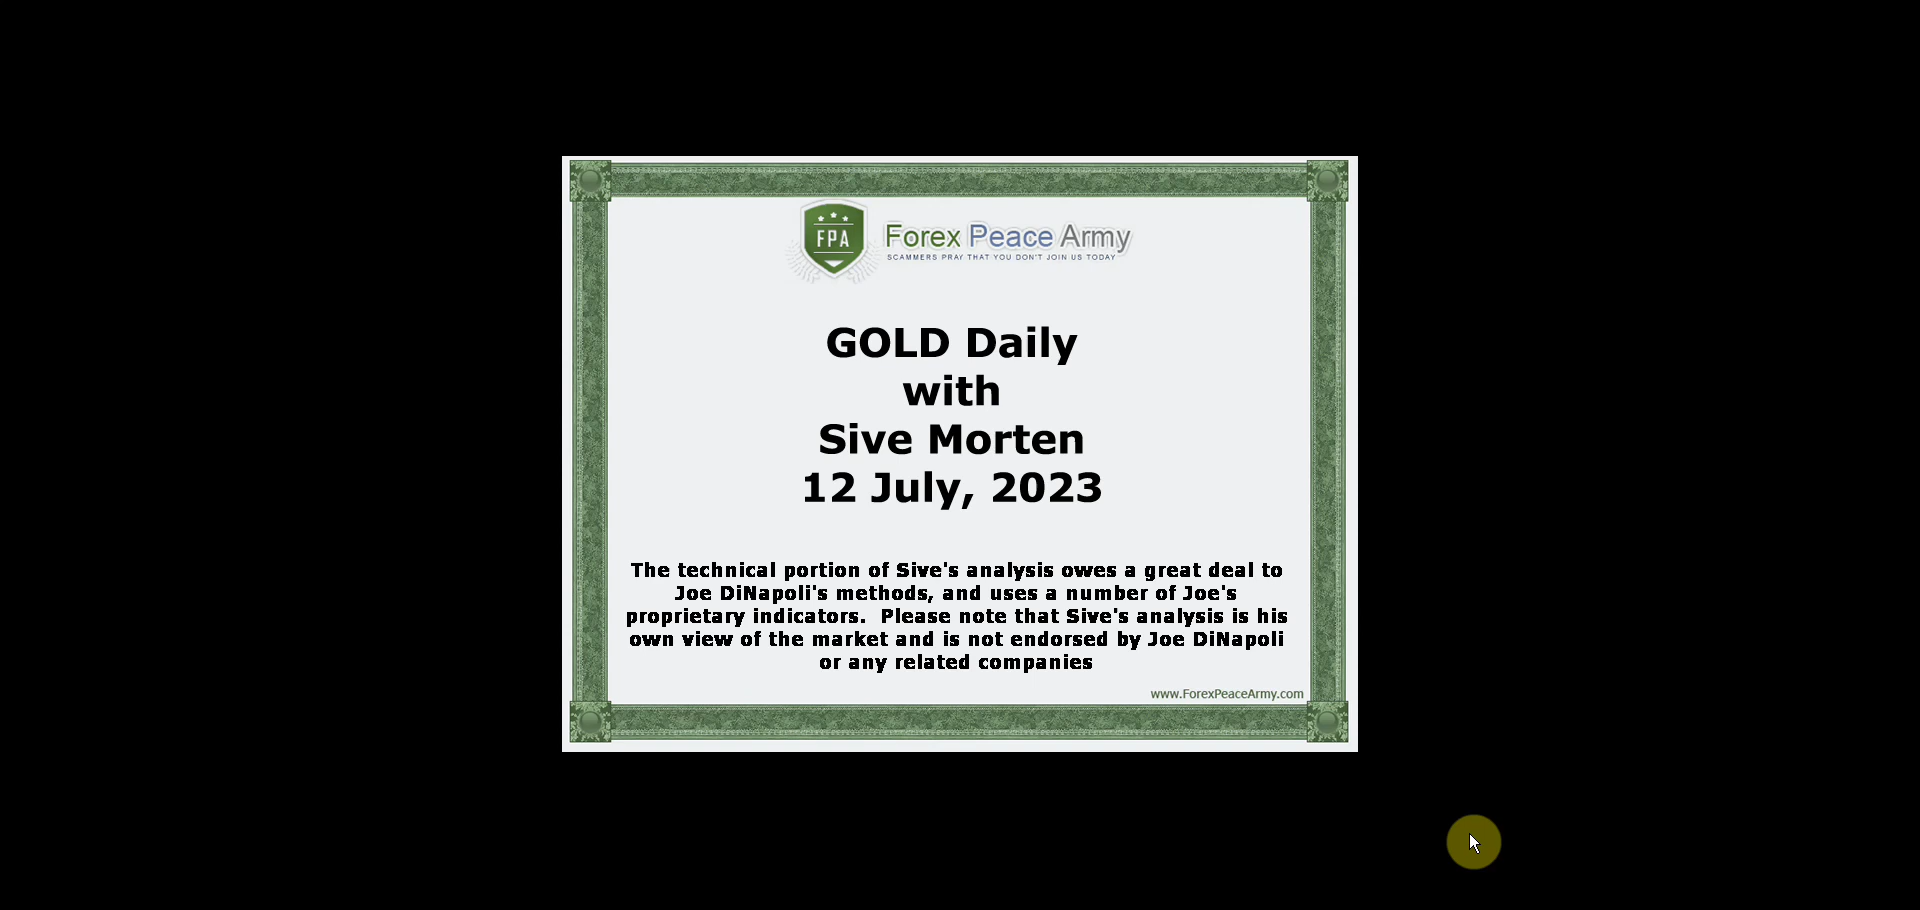 FPA
Forex Peace Army
SCAMMERS PRAY THAT YOU DON'T JOIN US TODAY
GOLD Daily
with
Sive Morten
12 July, 2023
The technical portion of Sive's analysis owes a great deal to
Joe DiNapoli's methods, and uses a number of Joe's
proprietary indicators.  Please note that Sive's analysis is his
own view of the market and is not endorsed by Joe DiNapoli
or any related companies
www.ForexPeaceArmy.com